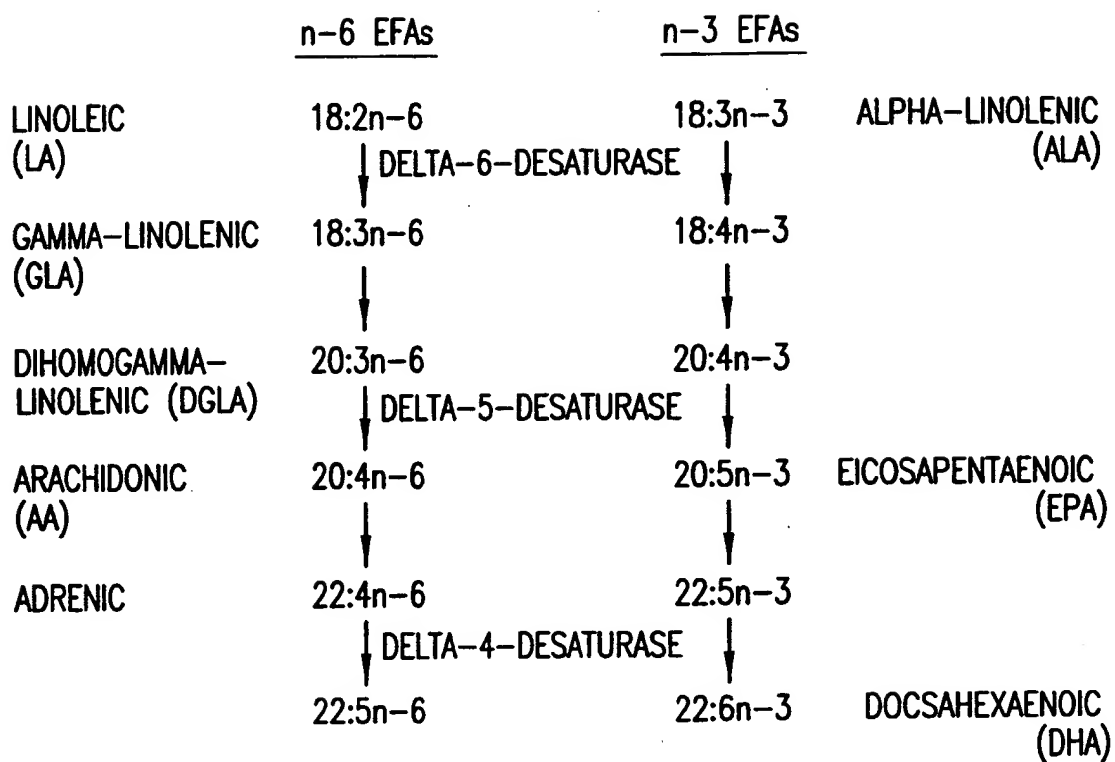 n-6 EFAs n-3 EFAs
LINOLEIC 18:2n-6 18:3n-3 ALPHA-LINOLENIC
(LA) DELTA-6-DESATURASE (ALA)
GAMMA-LINOLENIC 18:3n-6 18:4n-3
(GLA)
DIHOMOGAMMA- 20:3n-6 20:4n-3
LINOLENIC (DGLA) DELTA-5-DESATURASE
ARACHIDONIC 20:4n-6 20:5n-3 EICOSAPENTAENOIC
(AA) (EPA)
ADRENIC 22:4n-6 22:5n-3
DELTA-4-DESATURASE
22:5n-6 22:6n-3 DOCSAHEXAENOIC
(DHA)